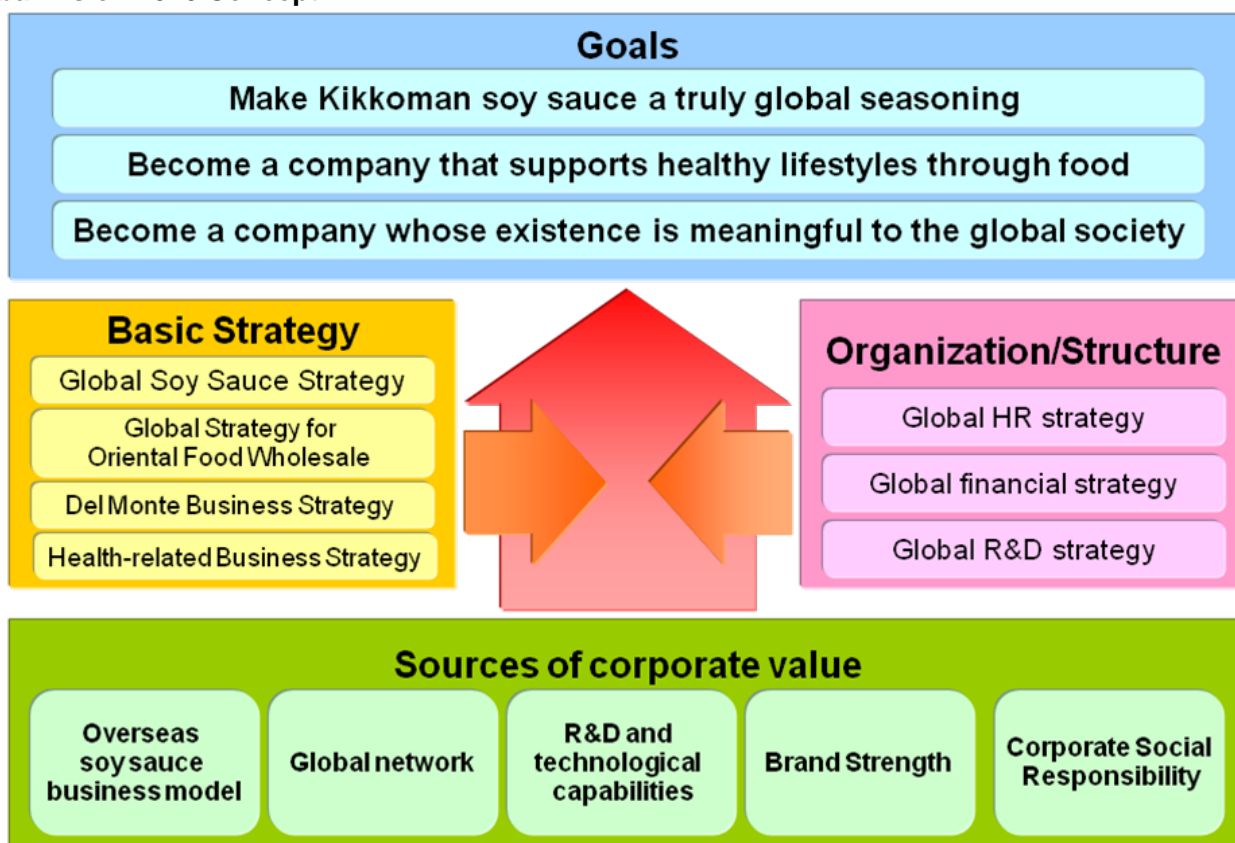 Goals
Make Kikkoman soy sauce a truly global seasoning
Become a company that supports healthy lifestyles through food
Become a company whose existence is meaningful to the global society
Basic Strategy
Global Soy Sauce Strategy
Global Strategy for
Oriental Food Wholesale
Del Monte Business Strategy
Health-related Business Strategy
Organization/Structure
Global HR strategy
Global financial strategy
Global R&D strategy
Sources of corporate value
Overseas
soy sauce
business model
Global network
R&D and
technological
capabilities
Brand Strength
Corporate Social
Responsibility